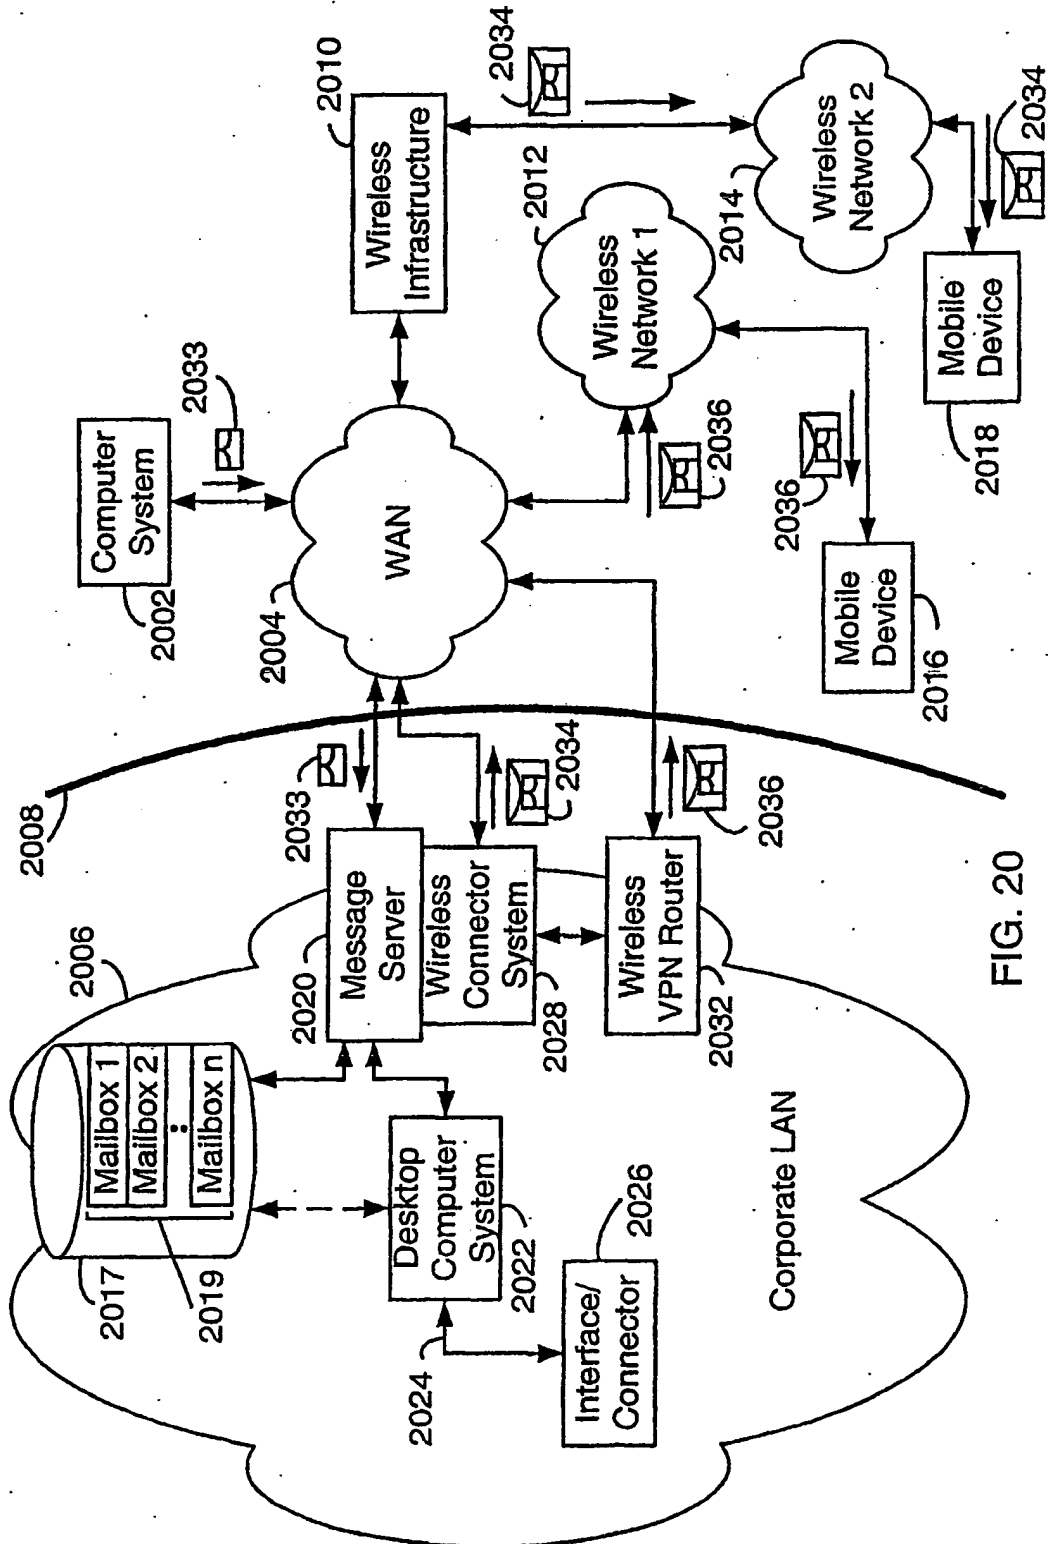 2010
Wireless
Infrastructure
2034
2012
Wireless
Network 1
2014
Wireless
Network 2
2034
Computer
System
2002
2033
2004
WAN
2036
2036
Mobile
Device
2018
Mobile
Device
2016
2008
2006
2033
2034
2036
2020
Message
Server
Wireless
Connector
System
2028
Wireless
VPN Router
2032
Mailbox 1
Mailbox 2
Mailbox n
2017
2019
Desktop
Computer
System
2022
2024
2026
Interface/
Connector
Corporate LAN
FIG. 20